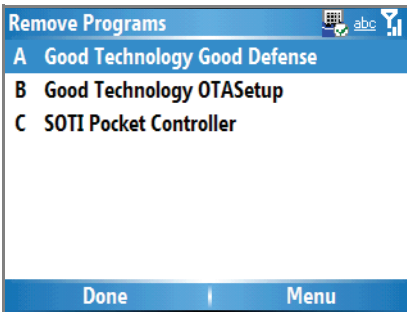 Remove Programs abc
A Good Technology Good Defense
B Good Technology OTASetup
C SOTI Pocket Controller
Done Menu